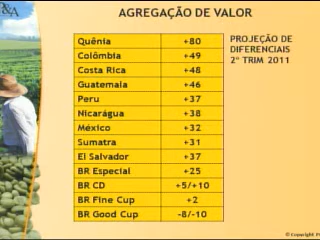 P&A
AGREGAÇÃO DE VALOR
PROJEÇÃO DE
DIFERENCIAIS
2º TRIM 2011
Quênia +80
Colômbia +49
Costa Rica +48
Guatemala +46
Peru +37
Nicarágua +38
México +32
Sumatra +31
El Salvador +37
BR Especial +25
BR CD +5/+10
BR Fine Cup +2
BR Good Cup -8/-10
© Copyright